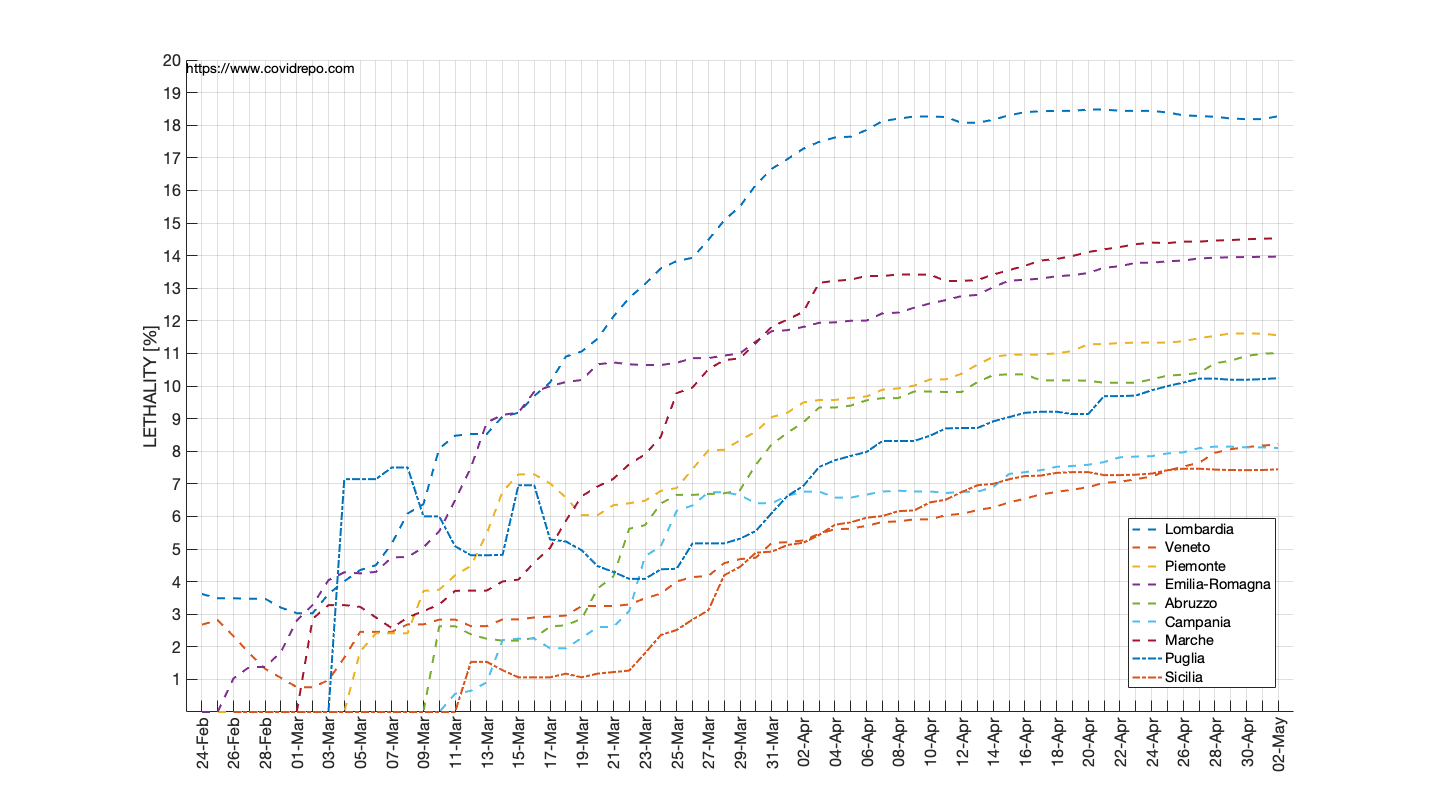 https://www.covidrepo.com
20
19
18
17
16
15
14
13
12
11
10
9
8
7
6
5
4
3
2
1
LETHALITY [%]
Lombardia
Veneto
Piemonte
Emilia-Romagna
Abruzzo
Campania
Marche
Puglia
Sicilia
24-Feb
26-Feb
28-Feb
01-Mar
03-Mar
05-Mar
07-Mar
09-Mar
11-Mar
13-Mar
15-Mar
17-Mar
19-Mar
21-Mar
23-Mar
25-Mar
27-Mar
29-Mar
31-Mar
02-Apr
04-Apr
06-Apr
08-Apr
10-Apr
12-Apr
14-Apr
16-Apr
18-Apr
20-Apr
22-Apr
24-Apr
26-Apr
28-Apr
30-Apr
02-May